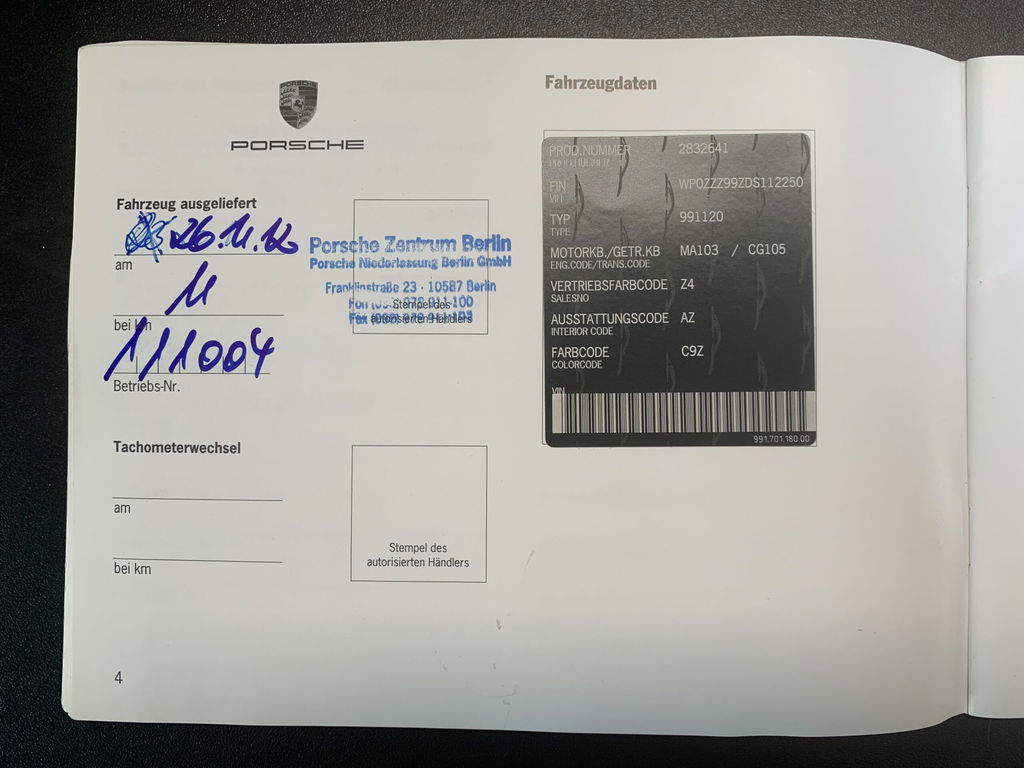 PORSCHE
Fahrzeug ausgeliefert
26.11.12
am
11
bei km
111004
Betriebs-Nr.
Porsche Zentrum Berlin
Porsche Niederlassung Berlin GmbH
Franklinstraße 23 · 10587 Berlin
Stempel des
autorisierten Händlers
Tachometerwechsel
am
bei km
Stempel des
autorisierten Händlers
4
Fahrzeugdaten
PROD.NUMMER 2832641
PROD.NUMBER
FIN WP0ZZZ99ZDS112250
VIN
TYP 991120
TYPE
MOTORKB./GETR.KB MA103 / CG105
ENG.CODE/TRANS.CODE
VERTRIEBSFARBCODE Z4
SALESNO
AUSSTATTUNGSCODE AZ
INTERIOR CODE
FARBCODE C9Z
COLORCODE
VIN
991.701.180.00